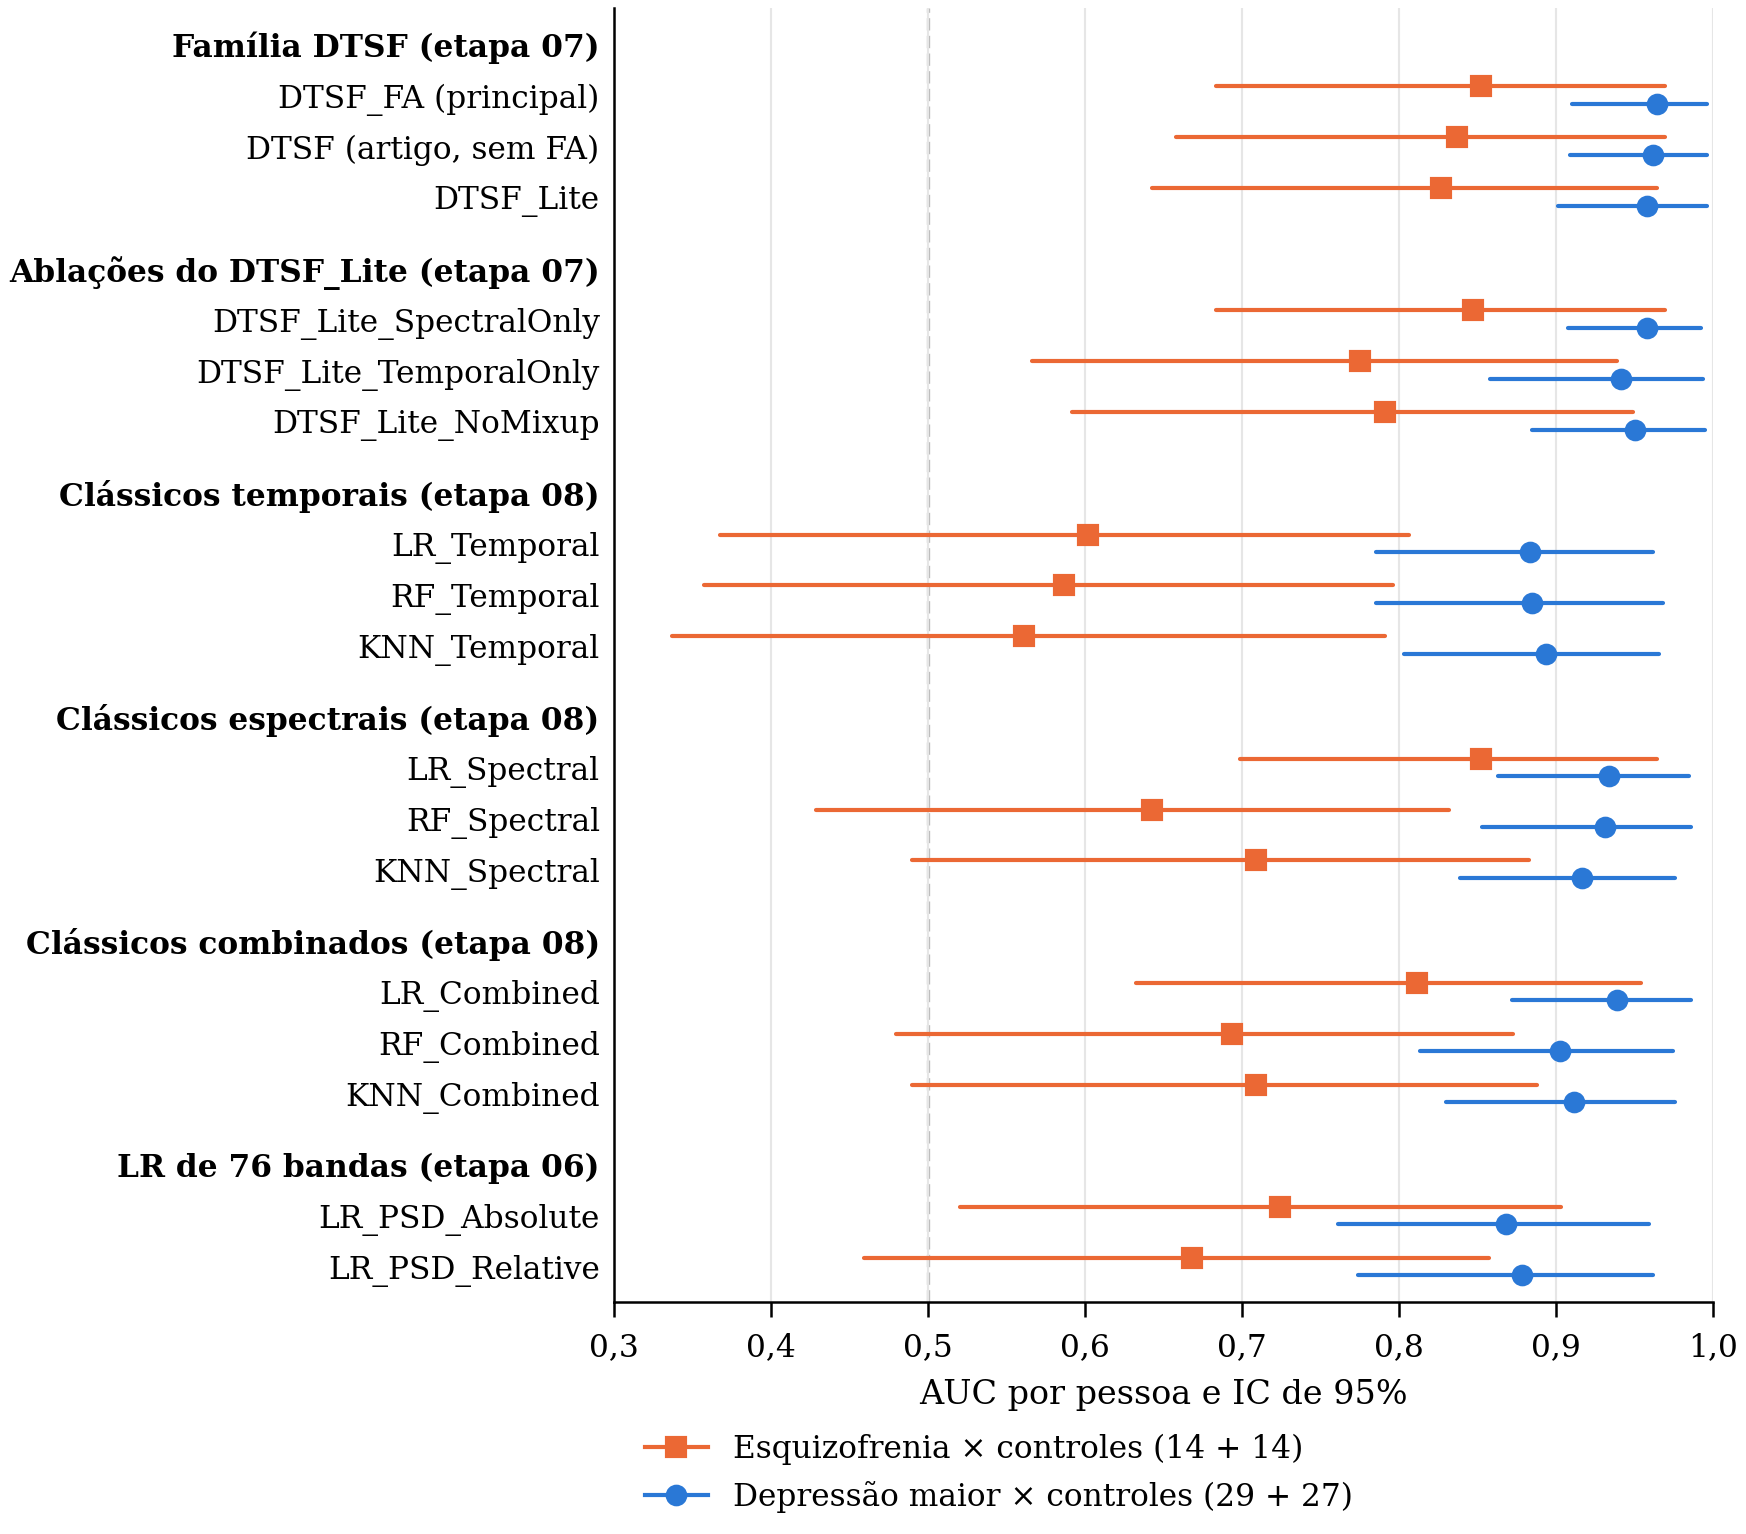 Família DTSF (etapa 07)
DTSF_FA (principal)
DTSF (artigo, sem FA)
DTSF_Lite
Ablações do DTSF_Lite (etapa 07)
DTSF_Lite_SpectralOnly
DTSF_Lite_TemporalOnly
DTSF_Lite_NoMixup
Clássicos temporais (etapa 08)
LR_Temporal
RF_Temporal
KNN_Temporal
Clássicos espectrais (etapa 08)
LR_Spectral
RF_Spectral
KNN_Spectral
Clássicos combinados (etapa 08)
LR_Combined
RF_Combined
KNN_Combined
LR de 76 bandas (etapa 06)
LR_PSD_Absolute
LR_PSD_Relative
0,3 0,4 0,5 0,6 0,7 0,8 0,9 1,0
AUC por pessoa e IC de 95%
Esquizofrenia × controles (14 + 14)
Depressão maior × controles (29 + 27)